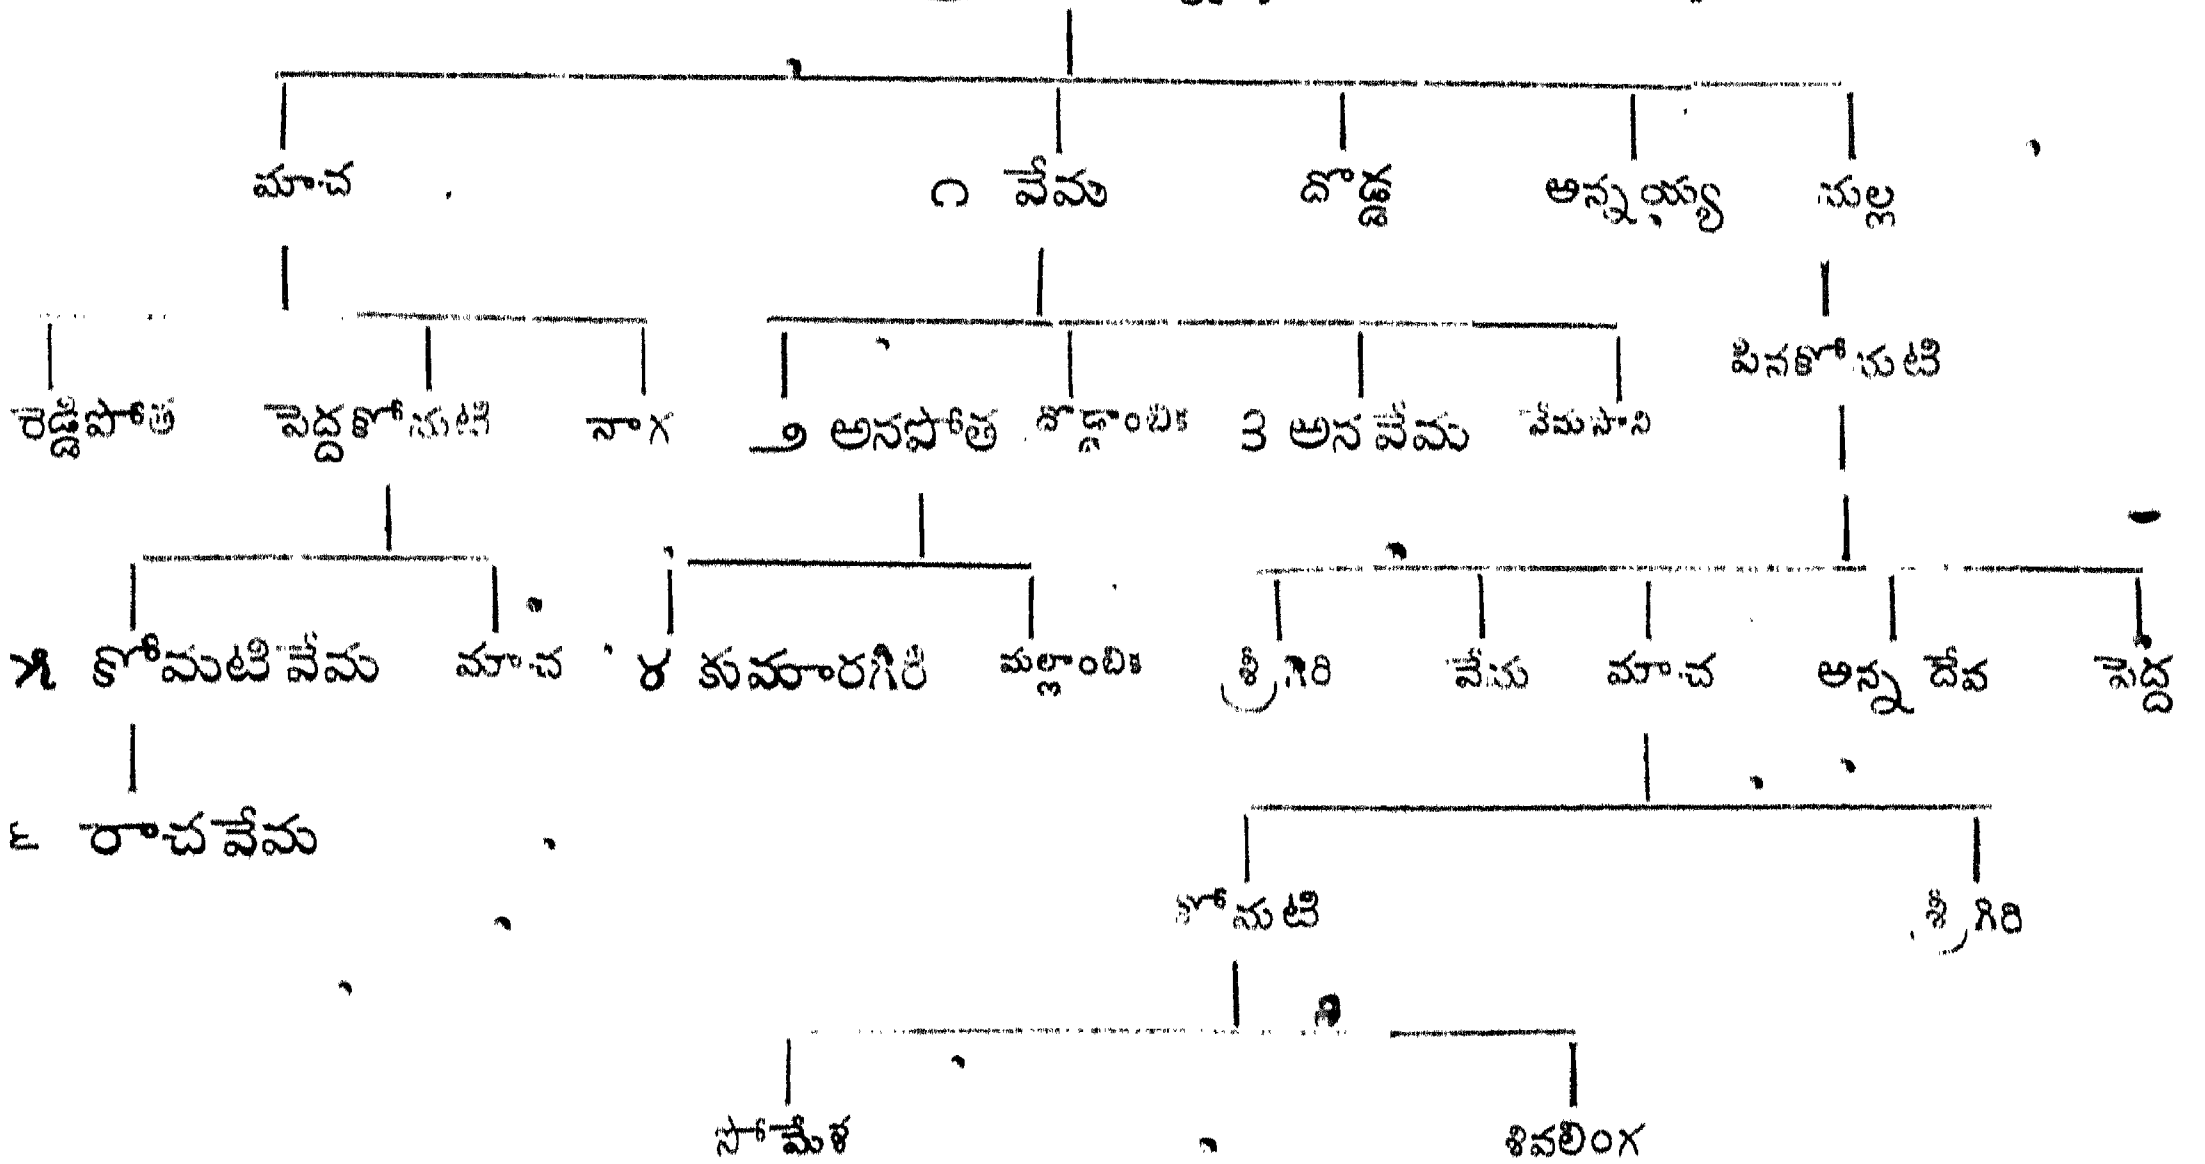 మాచ ౧ వేమ దొడ్డ అన్నయ్య మల్ల
పినకోమటి
రెడ్డిపోత పెద్దకోమటి నాగ ౨ అనపోత దొడ్డాంబిక ౩ అనవేమ వేమసాని
౫ కోమటివేమ మాచ ౪ కుమారగిరి మల్లాంబిక శ్రీగిరి వేమ మాచ అన్న దేవ పెద్ద
౬ రాచవేమ
కోమటి శ్రీగిరి
సోమేశ శివలింగ